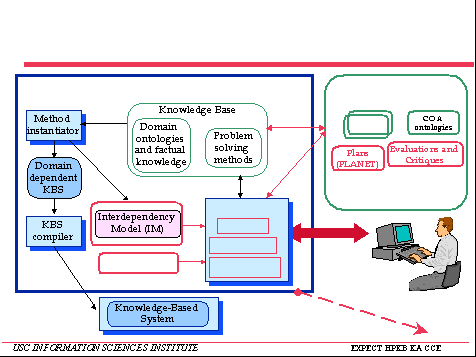 Knowledge Base
Method
instantiator
Domain
ontologies
and factual
knowledge
Problem
solving
methods
COA
ontologies
Plans
(PLANET)
Evaluations and
Critiques
Domain
dependent
KBS
Interdependency
Model (IM)
KBS
compiler
Knowledge-Based
System
USC INFORMATION SCIENCES INSTITUTE
EXPECT HPKB KA CCE